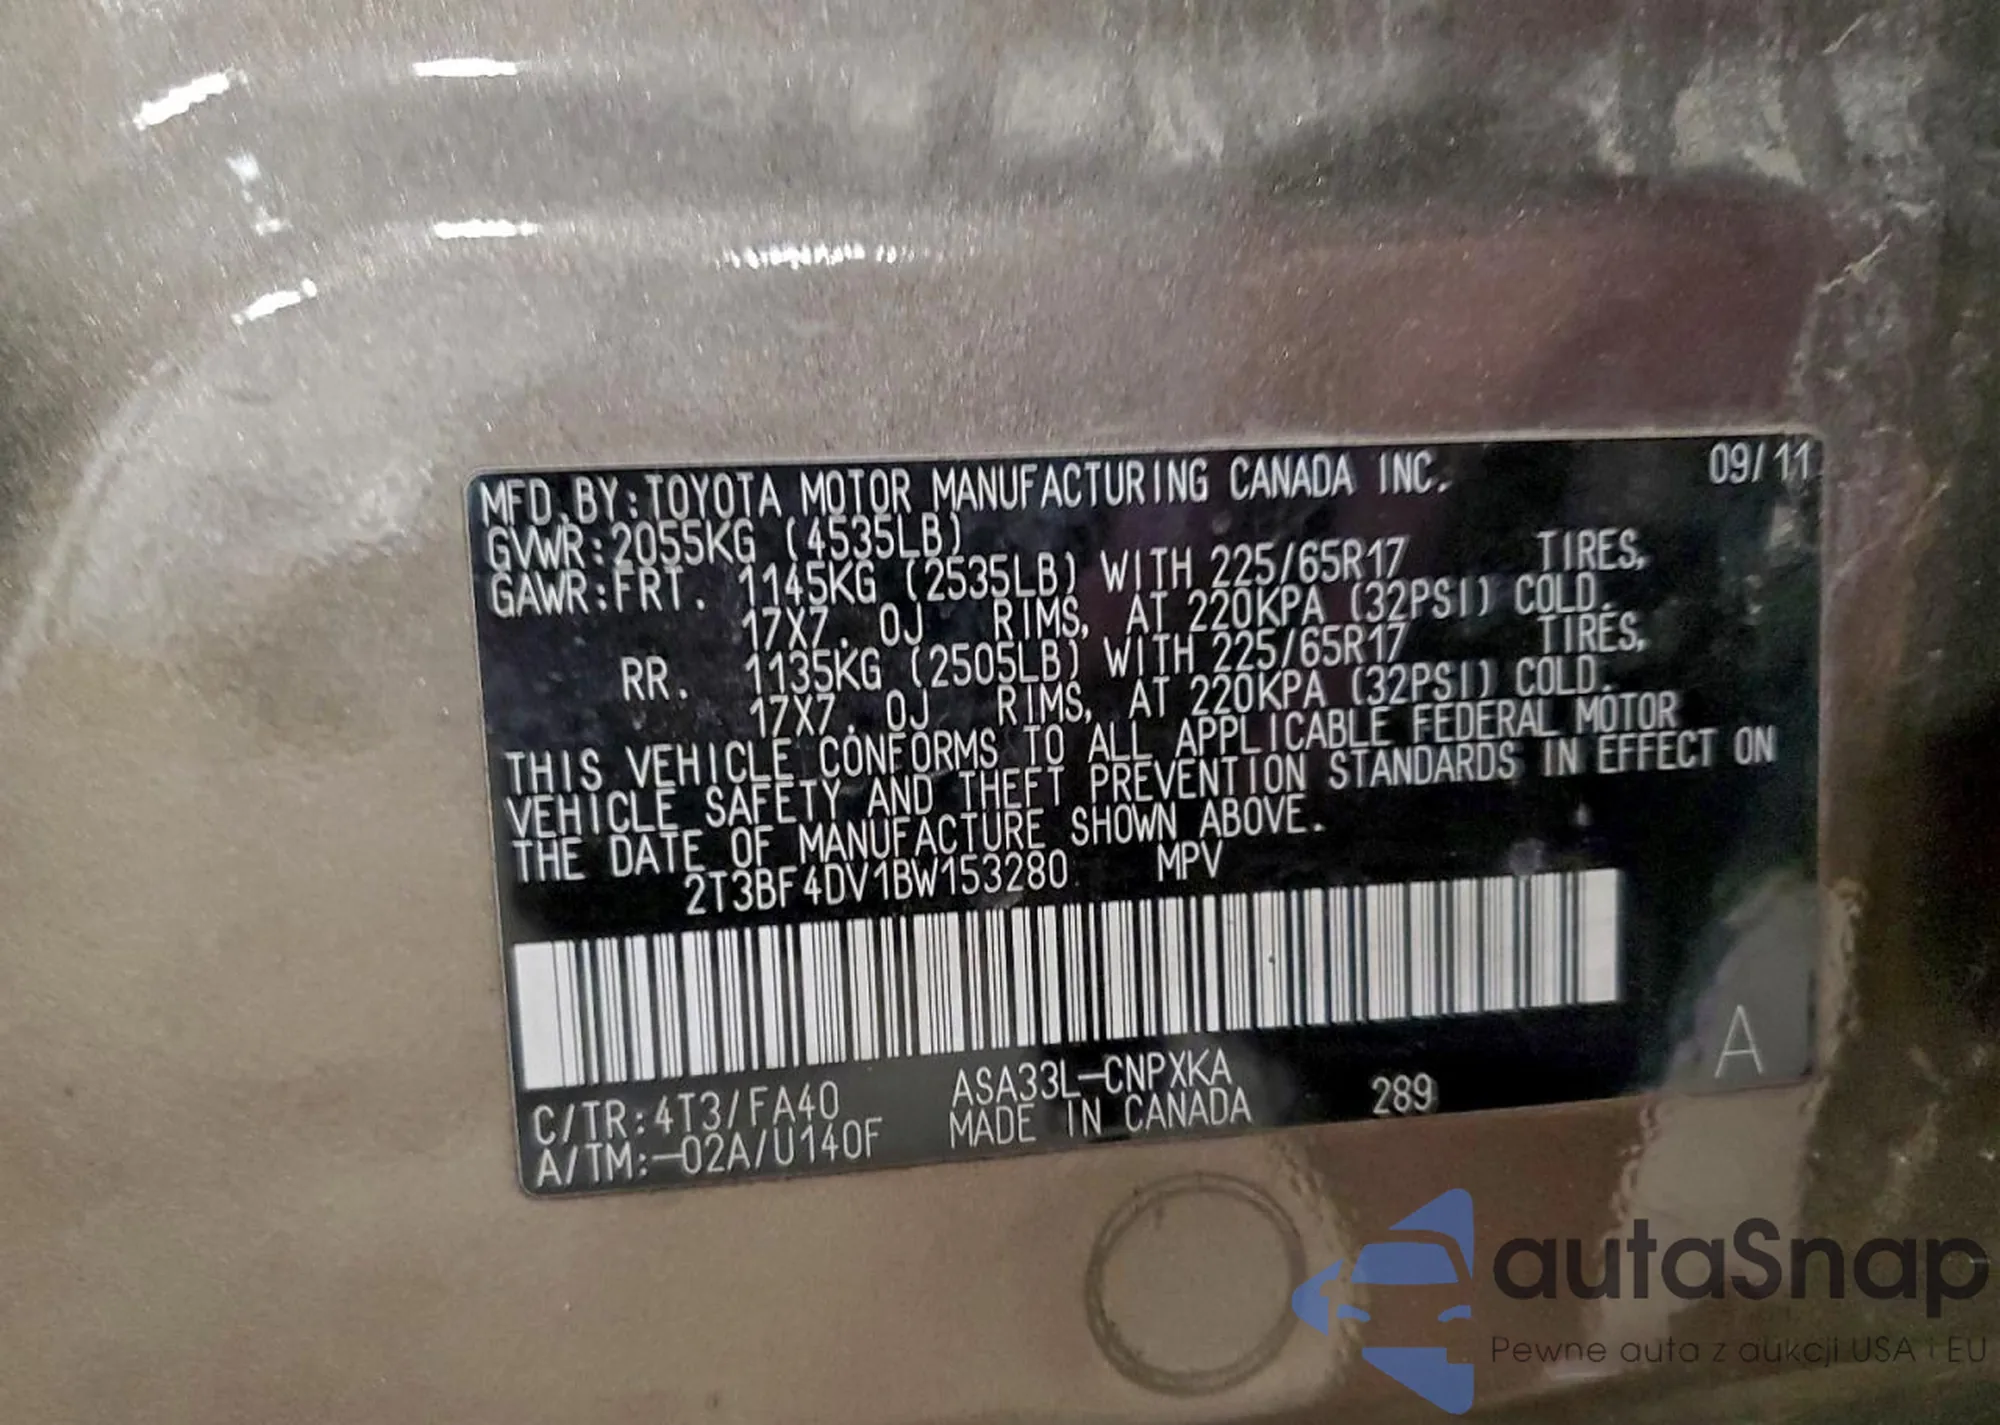 MFD.BY:TOYOTA MOTOR MANUFACTURING CANADA INC. 09/11
GVWR:2055KG (4535LB)
GAWR:FRT. 1145KG (2535LB) WITH 225/65R17 TIRES,
17X7.0J RIMS, AT 220KPA (32PSI) COLD.
RR. 1135KG (2505LB) WITH 225/65R17 TIRES,
17X7.0J RIMS, AT 220KPA (32PSI) COLD.
THIS VEHICLE CONFORMS TO ALL APPLICABLE FEDERAL MOTOR
VEHICLE SAFETY AND THEFT PREVENTION STANDARDS IN EFFECT ON
THE DATE OF MANUFACTURE SHOWN ABOVE.
2T3BF4DV1BW153280 MPV
C/TR:4T3/FA40 ASA33L-CNPXKA 289 A
A/TM:-02A/U140F MADE IN CANADA
autaSnap
Pewne auta z aukcji USA i EU